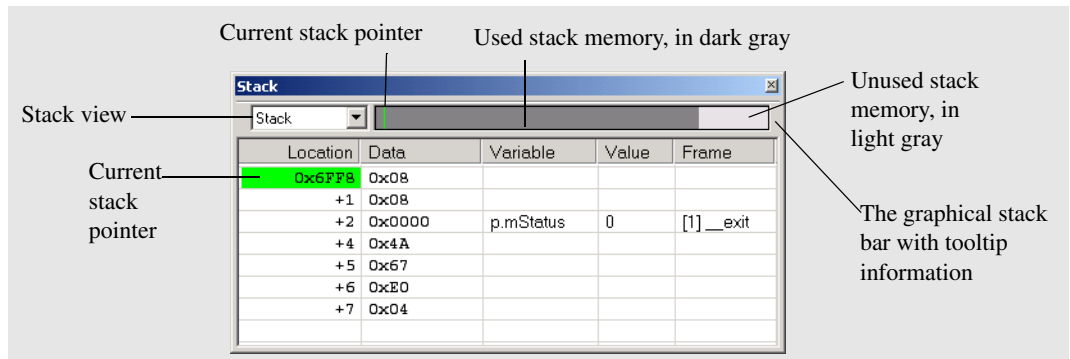 Current stack pointer
Used stack memory, in dark gray
Stack
Unused stack
memory, in
light gray
Stack view
Stack
Location Data Variable Value Frame
Current
stack
pointer
0x6FF8 0x08
+1 0x08
+2 0x0000 p.mStatus 0 [1]__exit
+4 0x4A
+5 0x67
+6 0xE0
+7 0x04
The graphical stack
bar with tooltip
information